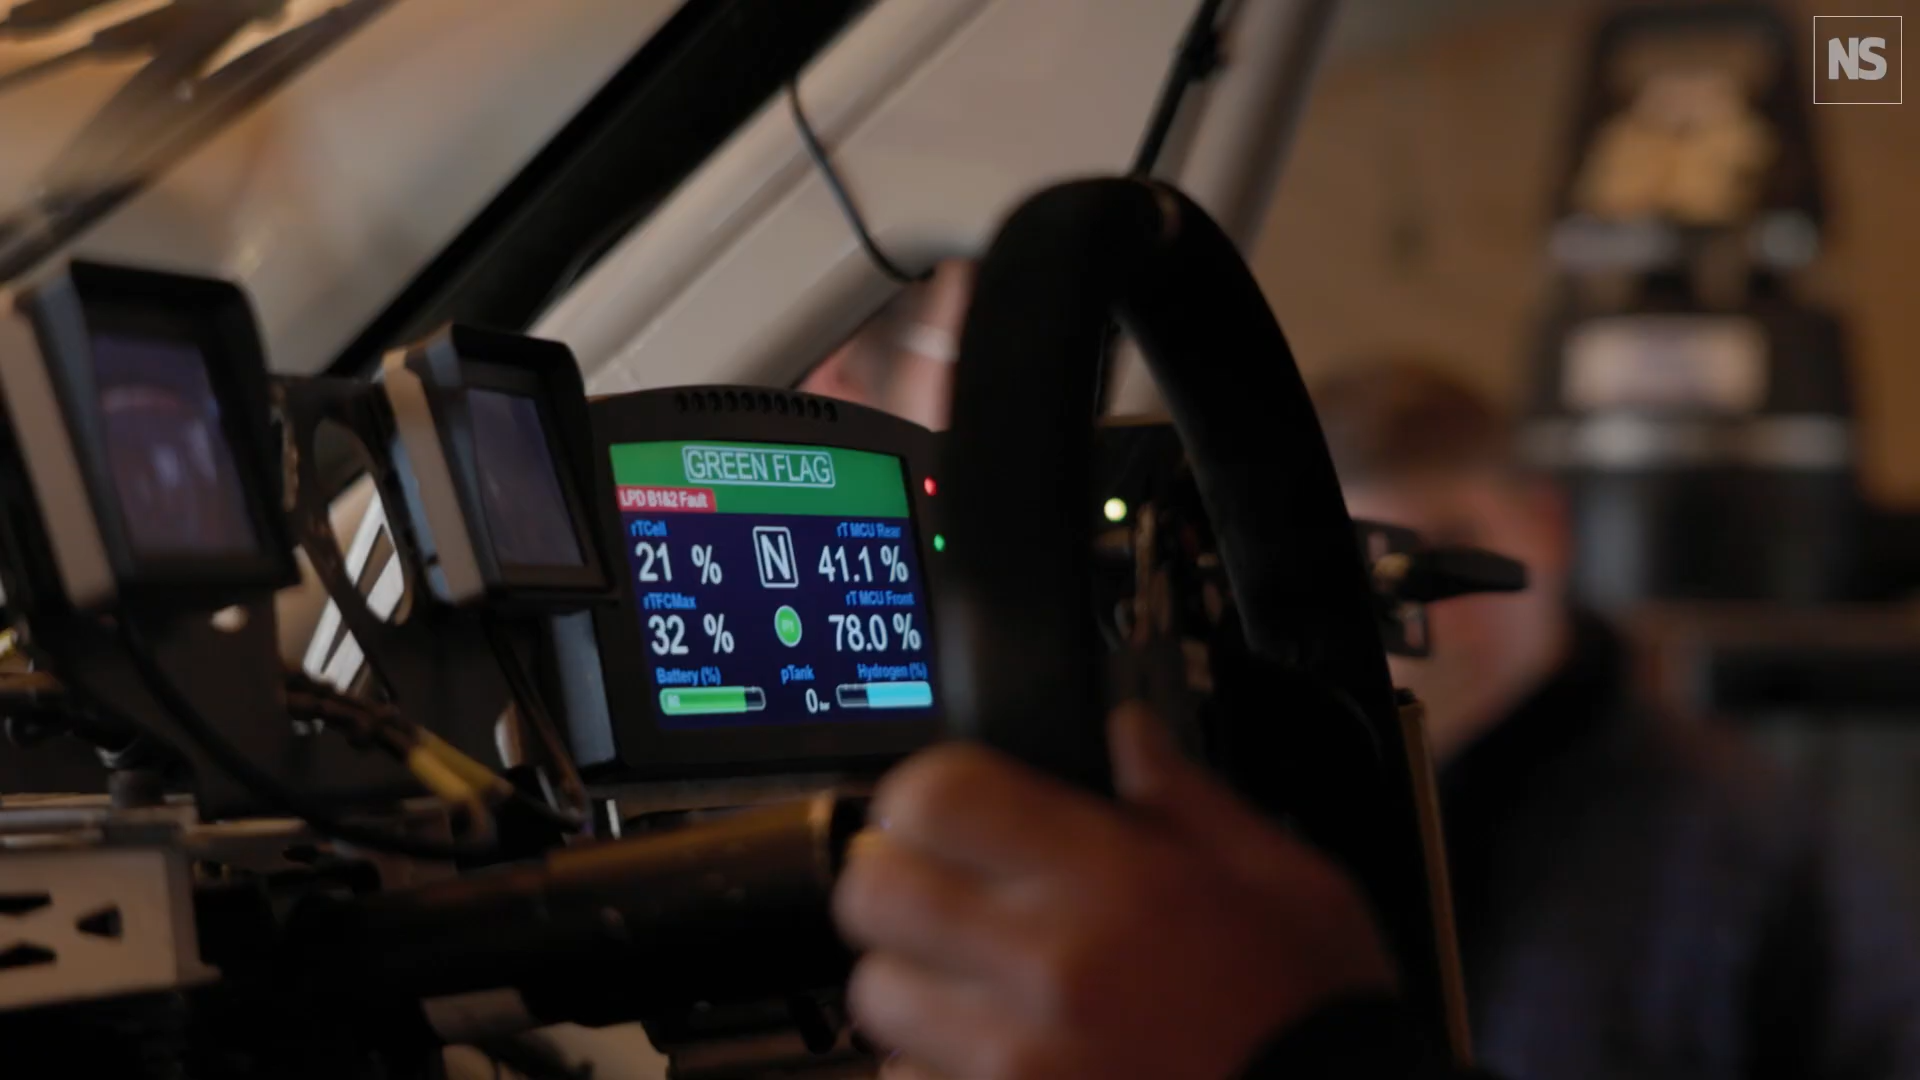 NS
GREEN FLAG
LPD B1&2 Fault
rTCell
rT MCU Rear
21 %
N
41.1 %
rTFCMax
rT MCU Front
32 %
78.0 %
Battery (%)
pTank
Hydrogen (%)
0 bar